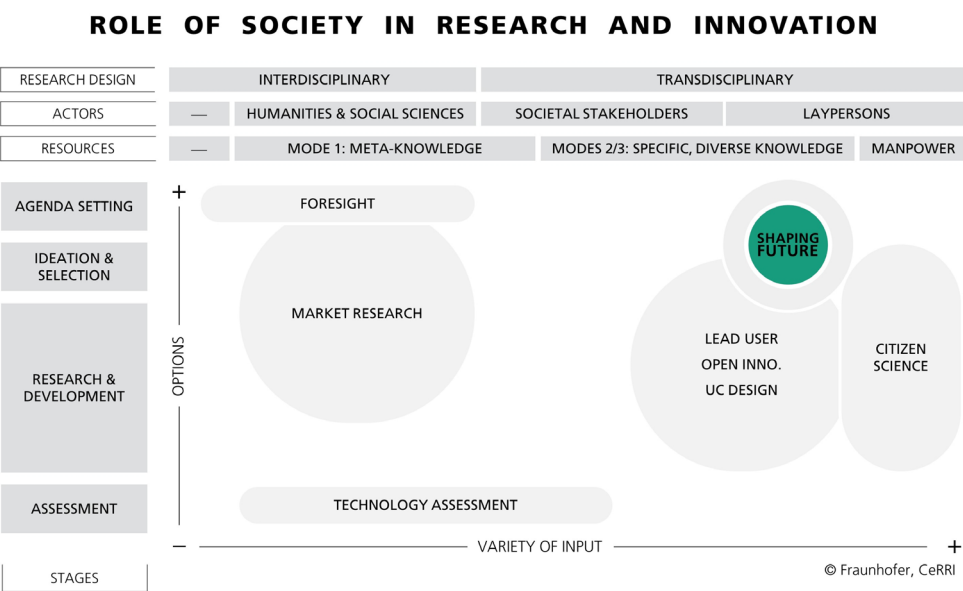 ROLE OF SOCIETY IN RESEARCH AND INNOVATION
RESEARCH DESIGN
INTERDISCIPLINARY
TRANSDISCIPLINARY
ACTORS
—
HUMANITIES & SOCIAL SCIENCES
SOCIETAL STAKEHOLDERS
LAYPERSONS
RESOURCES
—
MODE 1: META-KNOWLEDGE
MODES 2/3: SPECIFIC, DIVERSE KNOWLEDGE
MANPOWER
AGENDA SETTING
IDEATION &
SELECTION
RESEARCH &
DEVELOPMENT
ASSESSMENT
STAGES
+
OPTIONS
–
FORESIGHT
MARKET RESEARCH
SHAPING
FUTURE
LEAD USER
OPEN INNO.
UC DESIGN
CITIZEN
SCIENCE
TECHNOLOGY ASSESSMENT
VARIETY OF INPUT
+
© Fraunhofer, CeRRI